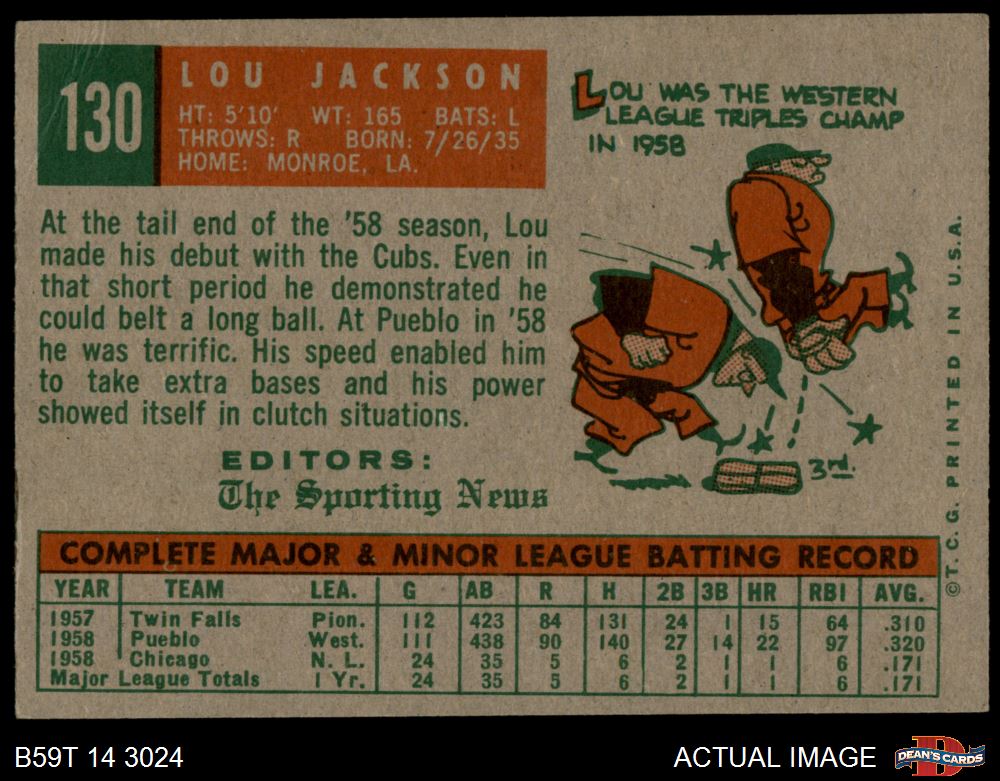 130
LOU JACKSON
HT: 5'10' WT: 165 BATS: L
THROWS: R BORN: 7/26/35
HOME: MONROE, LA.
At the tail end of the '58 season, Lou
made his debut with the Cubs. Even in
that short period he demonstrated he
could belt a long ball. At Pueblo in '58
he was terrific. His speed enabled him
to take extra bases and his power
showed itself in clutch situations.
EDITORS:
The Sporting News
LOU WAS THE WESTERN
LEAGUE TRIPLES CHAMP
IN 1958
3rd.
©T.C.G. PRINTED IN U.S.A.
COMPLETE MAJOR & MINOR LEAGUE BATTING RECORD
YEAR TEAM LEA. G AB R H 2B 3B HR RBI AVG.
1957 Twin Falls Pion. 112 423 84 131 24 1 15 64 .310
1958 Pueblo West. 111 438 90 140 27 14 22 97 .320
1958 Chicago N. L. 24 35 5 6 2 1 1 6 .171
Major League Totals 1 Yr. 24 35 5 6 2 1 1 6 .171
B59T 14 3024
ACTUAL IMAGE
D
DEAN'S CARDS